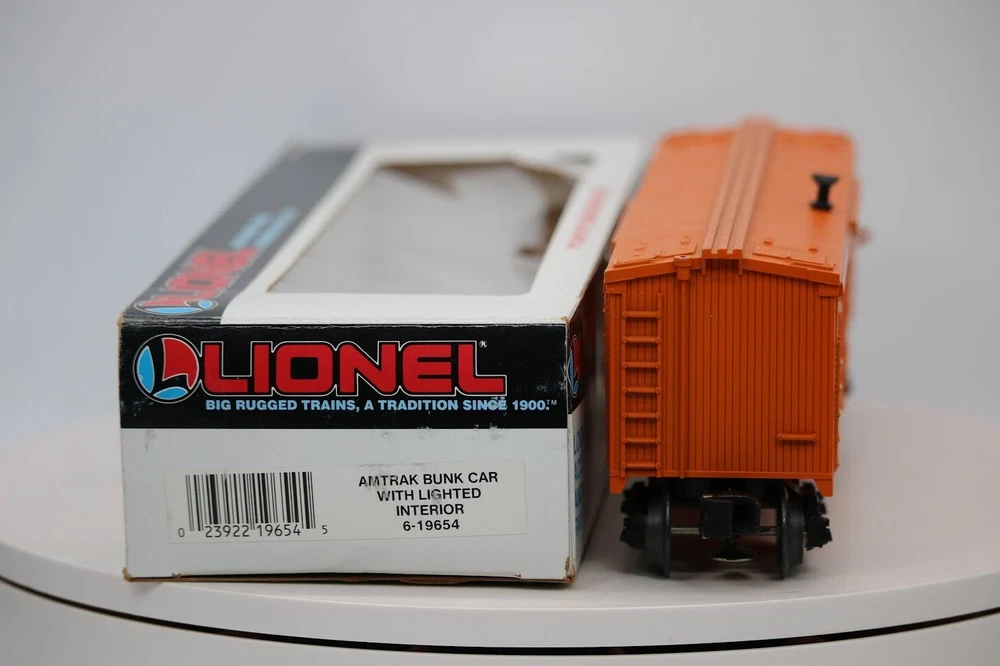 LIONEL
LIONEL®
BIG RUGGED TRAINS, A TRADITION SINCE 1900.™
AMTRAK BUNK CAR
WITH LIGHTED
INTERIOR
6-19654
0 23922 19654 5